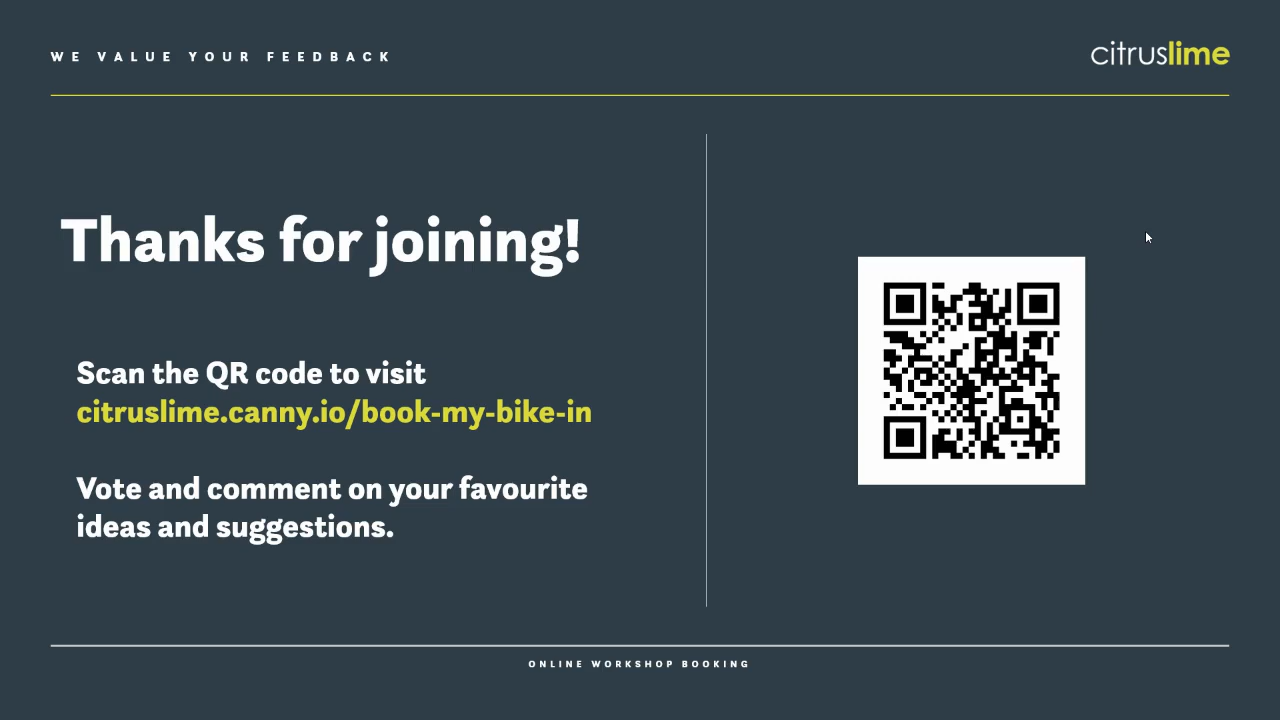 WE VALUE YOUR FEEDBACK
citruslime
Thanks for joining!
Scan the QR code to visit
citruslime.canny.io/book-my-bike-in
Vote and comment on your favourite
ideas and suggestions.
ONLINE WORKSHOP BOOKING